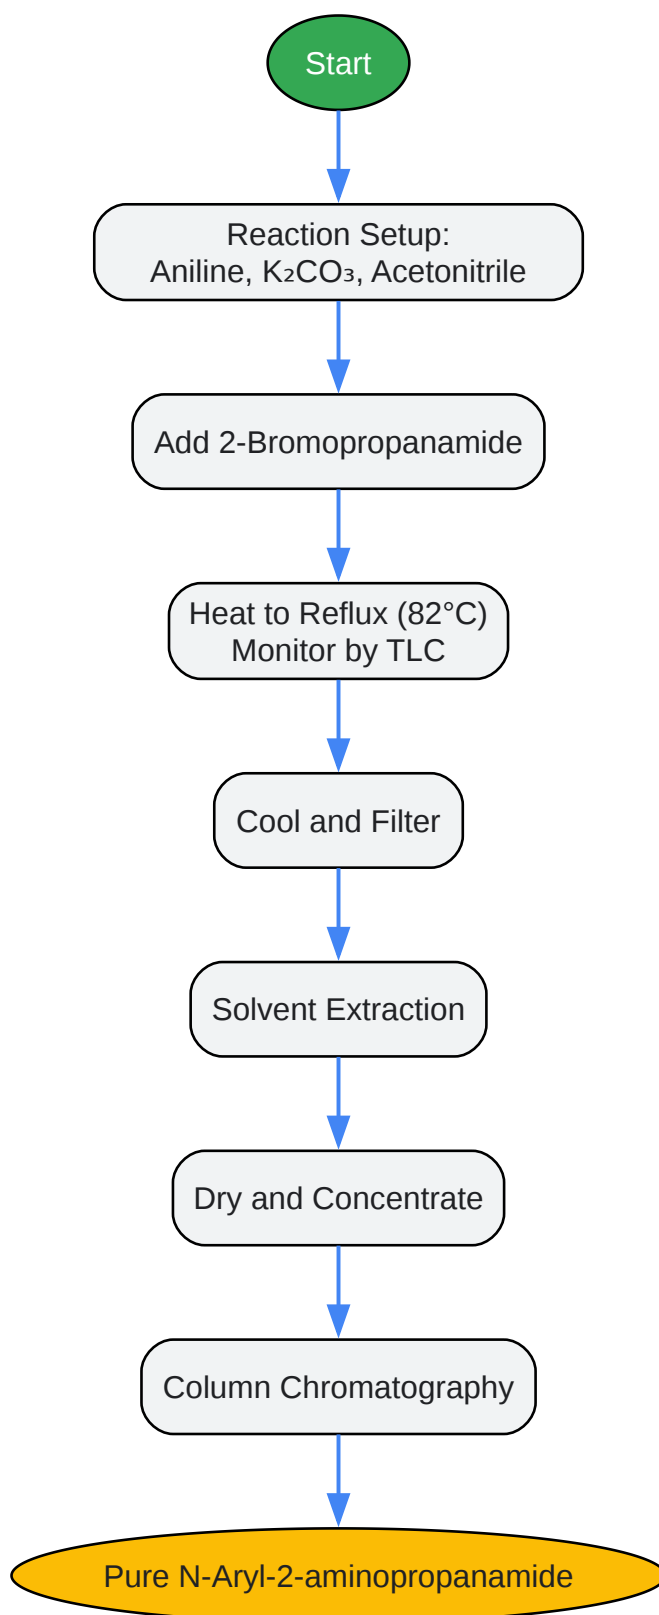 Start
Reaction Setup:
Aniline, K₂CO₃, Acetonitrile
Add 2-Bromopropanamide
Heat to Reflux (82°C)
Monitor by TLC
Cool and Filter
Solvent Extraction
Dry and Concentrate
Column Chromatography
Pure N-Aryl-2-aminopropanamide